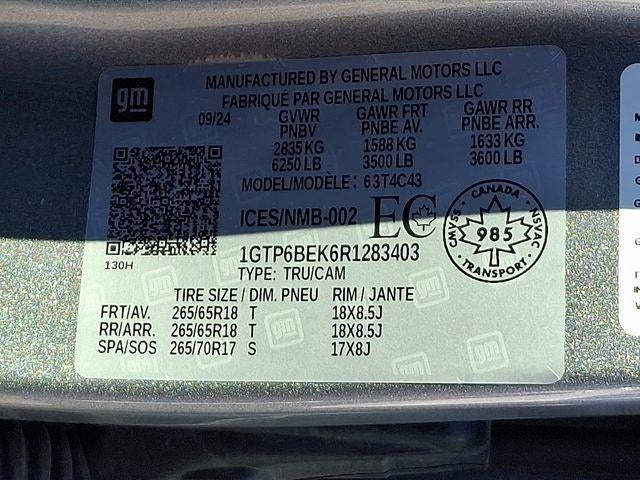 gm
MANUFACTURED BY GENERAL MOTORS LLC
FABRIQUÉ PAR GENERAL MOTORS LLC
09/24 GVWR GAWR FRT GAWR RR
PNBV PNBE AV. PNBE ARR.
2835 KG 1588 KG 1633 KG
6250 LB 3500 LB 3600 LB
MODEL/MODÈLE: 63T4C43
ICES/NMB-002 EC
CANADA
CMVSS 985 NSVAC
TRANSPORT
130H
1GTP6BEK6R1283403
TYPE: TRU/CAM
TIRE SIZE / DIM. PNEU RIM / JANTE
FRT/AV. 265/65R18 T 18X8.5J
RR/ARR. 265/65R18 T 18X8.5J
SPA/SOS 265/70R17 S 17X8J